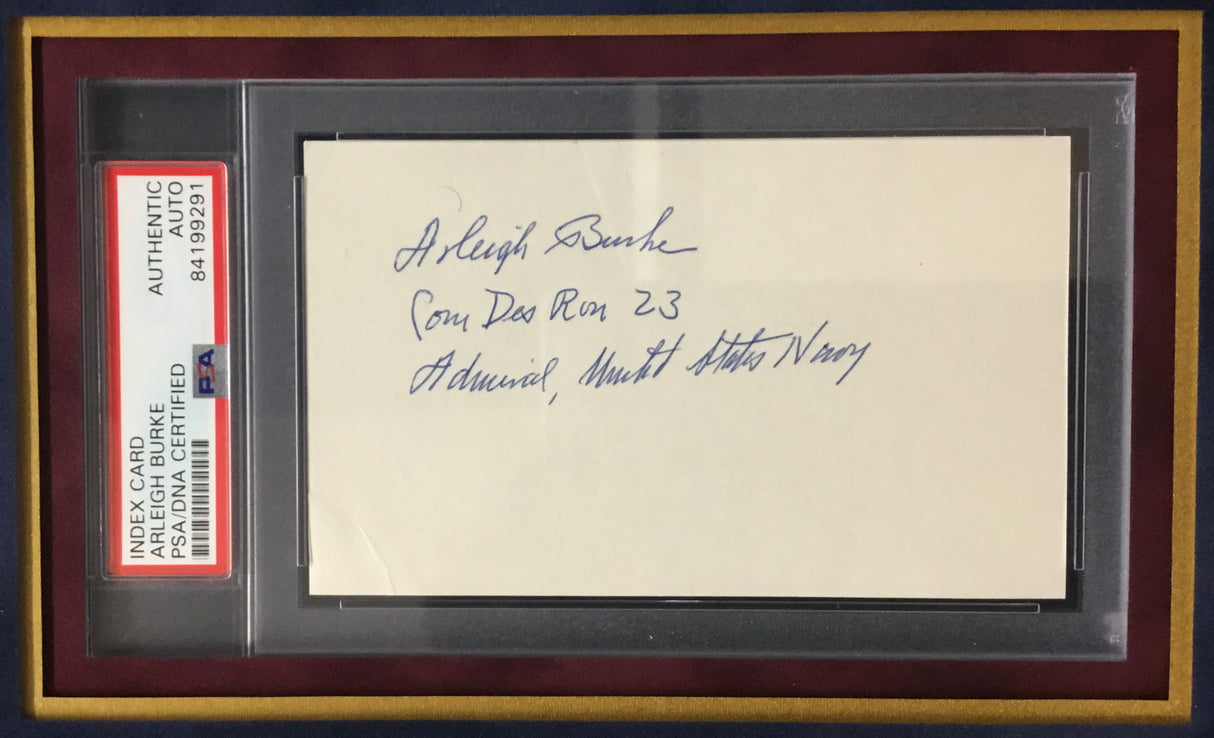 INDEX CARD
ARLEIGH BURKE
PSA/DNA CERTIFIED
AUTHENTIC
AUTO
84199291
PSA
Arleigh Burke
Com Des Ron 23
Admiral, United States Navy